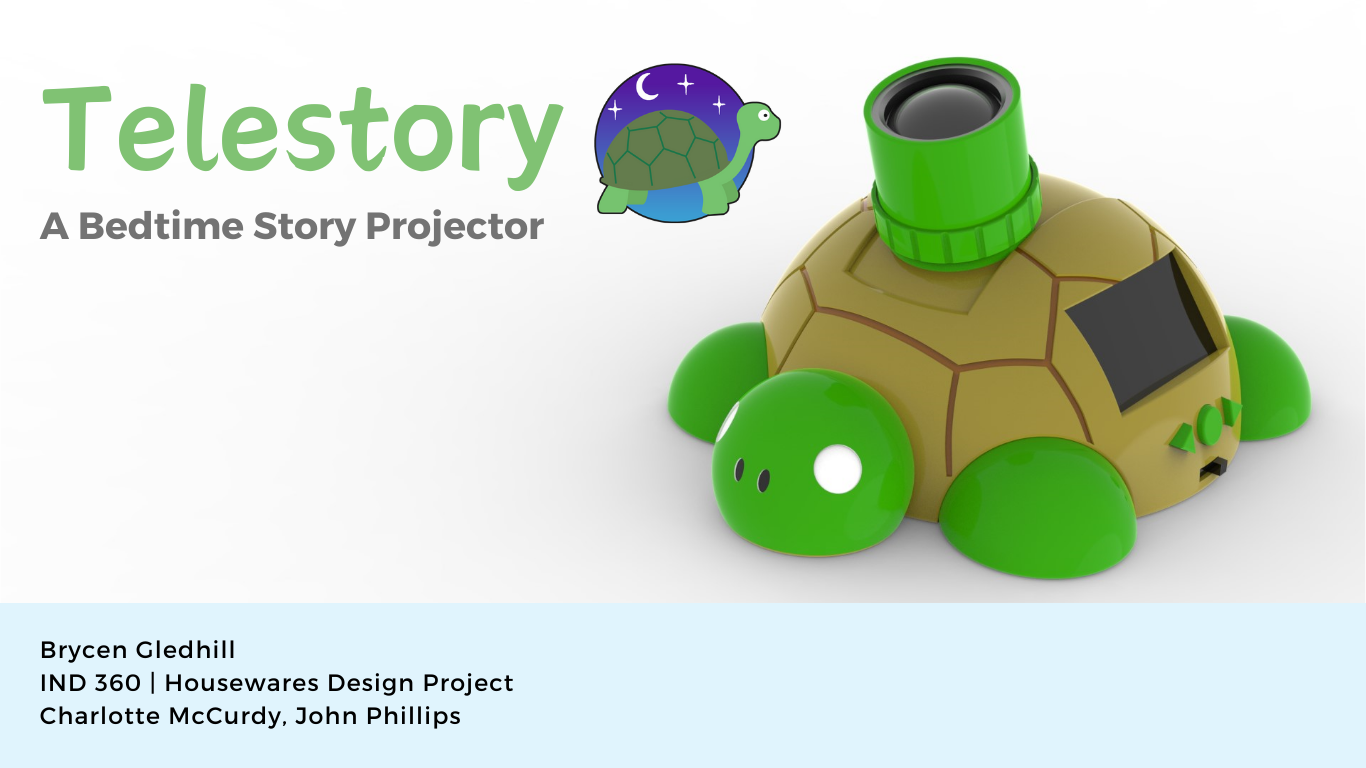 Telestory
A Bedtime Story Projector
Brycen Gledhill
IND 360 | Housewares Design Project
Charlotte McCurdy, John Phillips